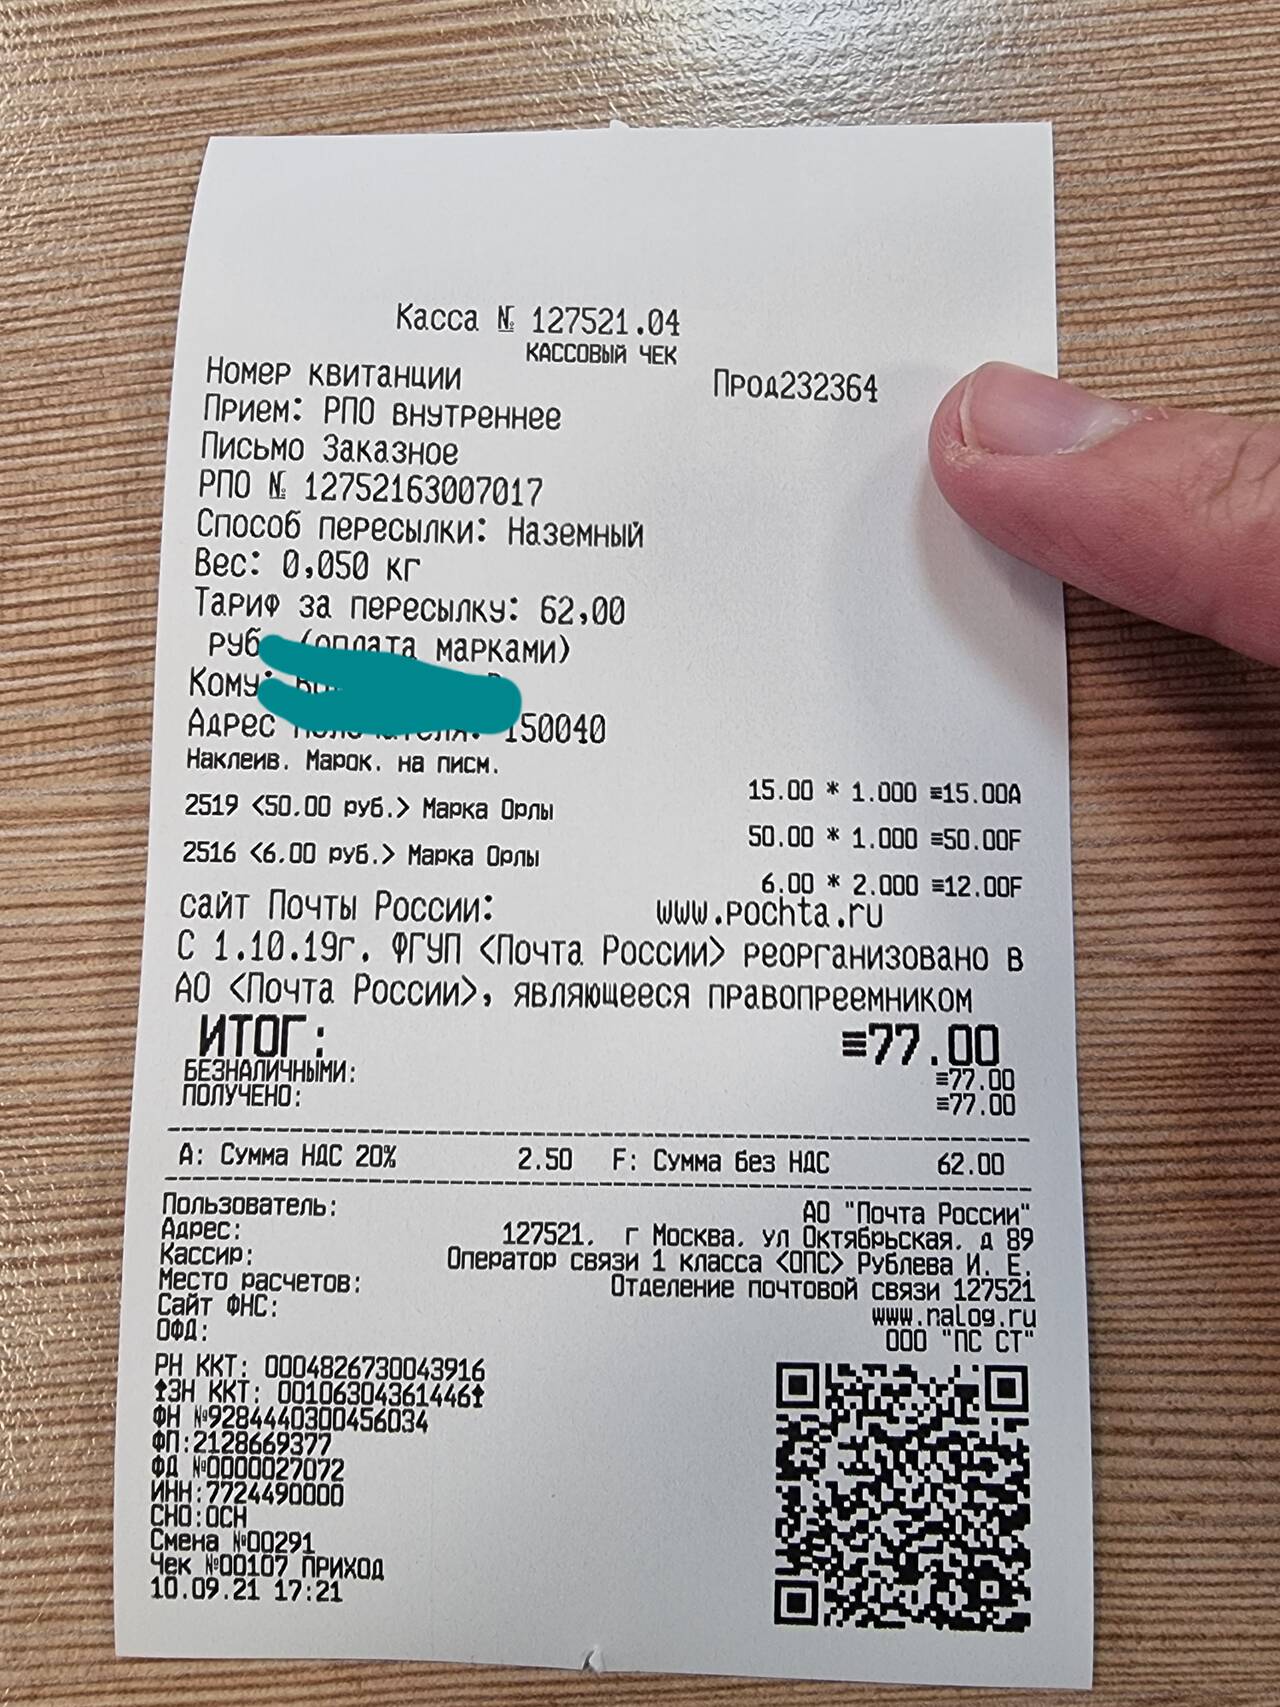 Касса № 127521.04
КАССОВЫЙ ЧЕК
Номер квитанции Прод232364
Прием: РПО внутреннее
Письмо Заказное
РПО № 12752163007017
Способ пересылки: Наземный
Вес: 0,050 кг
Тариф за пересылку: 62,00
руб (оплата марками)
Кому:
Адрес получателя: 150040
Наклеив. Марок. на писм.
15.00 * 1.000 ≡15.00А
2519 <50.00 руб.> Марка Орлы
50.00 * 1.000 ≡50.00F
2516 <6.00 руб.> Марка Орлы
6.00 * 2.000 ≡12.00F
сайт Почты России: www.pochta.ru
С 1.10.19г. ФГУП <Почта России> реорганизовано в
АО <Почта России>, являющееся правопреемником
ИТОГ: ≡77.00
БЕЗНАЛИЧНЫМИ: ≡77.00
ПОЛУЧЕНО: ≡77.00
А: Сумма НДС 20% 2.50 F: Сумма без НДС 62.00
Пользователь: АО "Почта России"
Адрес: 127521, г Москва, ул Октябрьская, д 89
Кассир: Оператор связи 1 класса <ОПС> Рублева И. Е.
Место расчетов: Отделение почтовой связи 127521
Сайт ФНС: www.nalog.ru
ОФД: ООО "ПС СТ"
РН ККТ: 0004826730043916
↑ЗН ККТ: 00106304361446↑
ФН №9284440300456034
ФП:2128669377
ФД №0000027072
ИНН:7724490000
СНО:ОСН
Смена №00291
Чек №00107 ПРИХОД
10.09.21 17:21